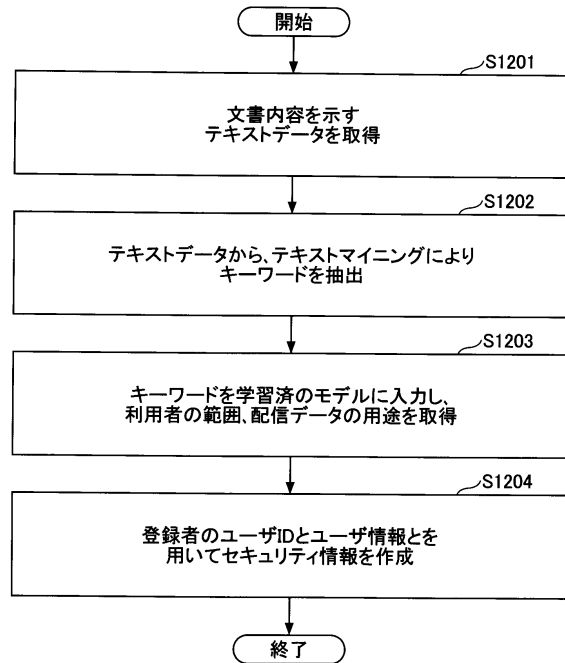 開始
S1201
文書内容を示す
テキストデータを取得
S1202
テキストデータから、テキストマイニングにより
キーワードを抽出
S1203
キーワードを学習済のモデルに入力し、
利用者の範囲、配信データの用途を取得
S1204
登録者のユーザIDとユーザ情報とを
用いてセキュリティ情報を作成
終了